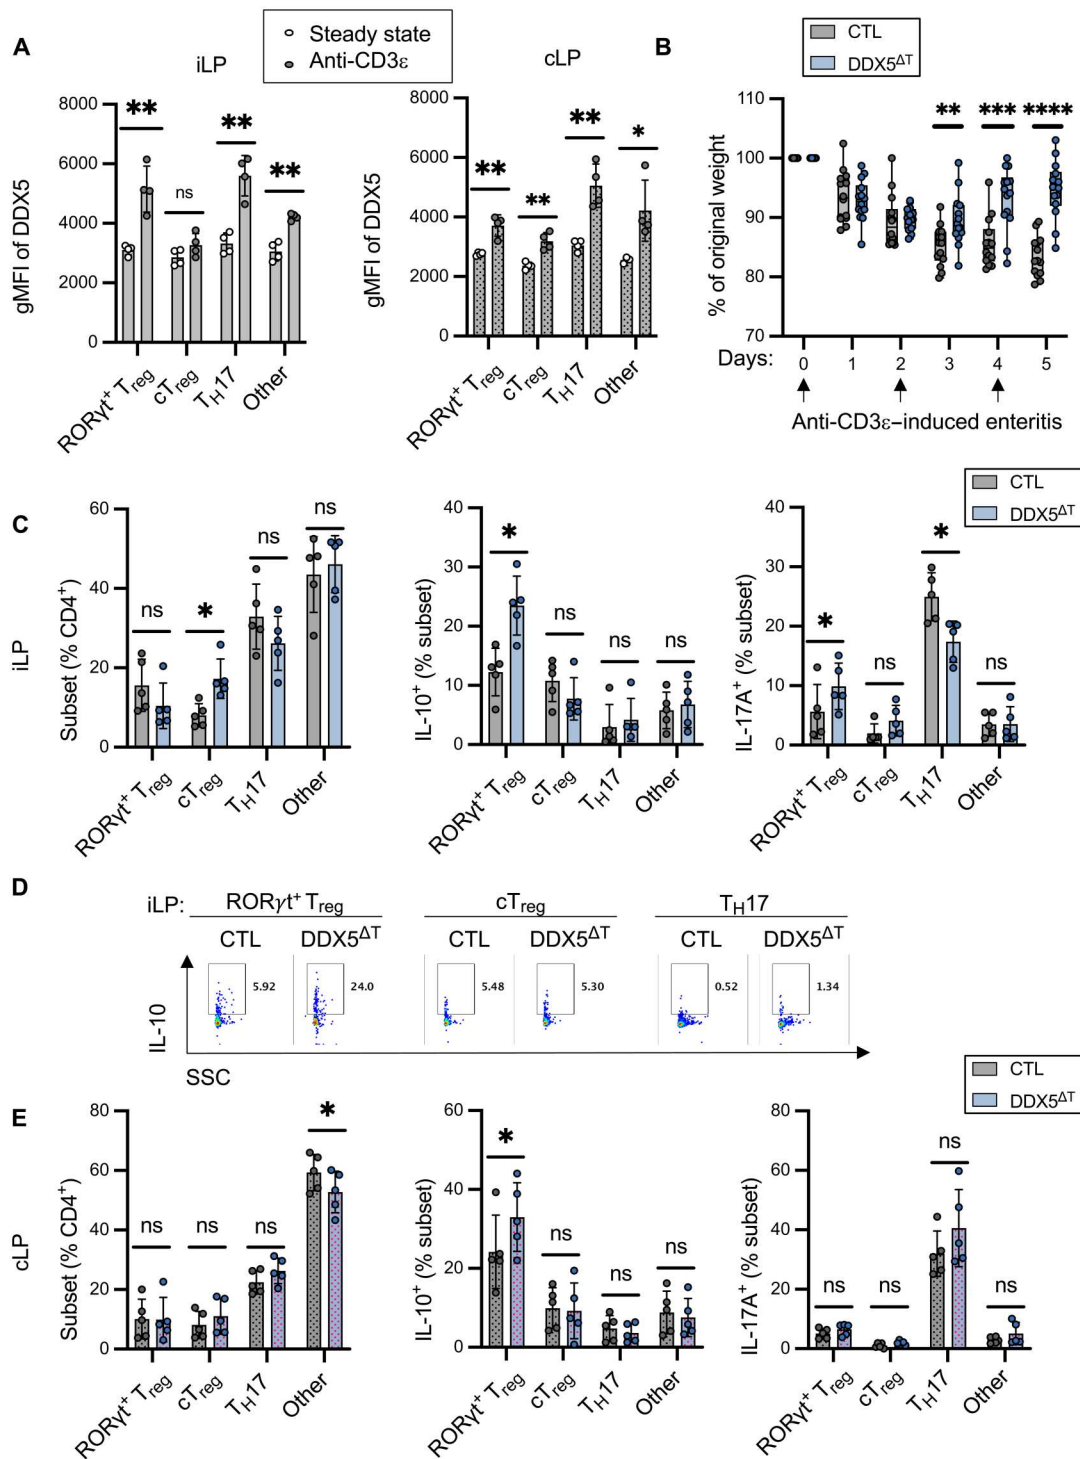 A
Steady state
Anti-CD3ε
iLP
cLP
gMFI of DDX5
8000
6000
4000
2000
0
**
ns
**
**
RORγt⁺ Treg
cTreg
TH17
Other
gMFI of DDX5
8000
6000
4000
2000
0
**
**
**
*
RORγt⁺ Treg
cTreg
TH17
Other
B
CTL
DDX5ΔT
% of original weight
110
100
90
80
70
**
***
****
Days: 0 1 2 3 4 5
Anti-CD3ε–induced enteritis
C
CTL
DDX5ΔT
iLP
Subset (% CD4⁺)
60
40
20
0
ns
*
ns
ns
RORγt⁺ Treg
cTreg
TH17
Other
IL-10⁺ (% subset)
40
30
20
10
0
*
ns
ns
ns
RORγt⁺ Treg
cTreg
TH17
Other
IL-17A⁺ (% subset)
40
30
20
10
0
*
ns
*
ns
RORγt⁺ Treg
cTreg
TH17
Other
D
iLP: RORγt⁺ Treg cTreg TH17
CTL DDX5ΔT CTL DDX5ΔT CTL DDX5ΔT
5.92 24.0 5.48 5.30 0.52 1.34
IL-10
SSC
E
CTL
DDX5ΔT
cLP
Subset (% CD4⁺)
80
60
40
20
0
ns
ns
ns
*
RORγt⁺ Treg
cTreg
TH17
Other
IL-10⁺ (% subset)
60
40
20
0
*
ns
ns
ns
RORγt⁺ Treg
cTreg
TH17
Other
IL-17A⁺ (% subset)
80
60
40
20
0
ns
ns
ns
ns
RORγt⁺ Treg
cTreg
TH17
Other